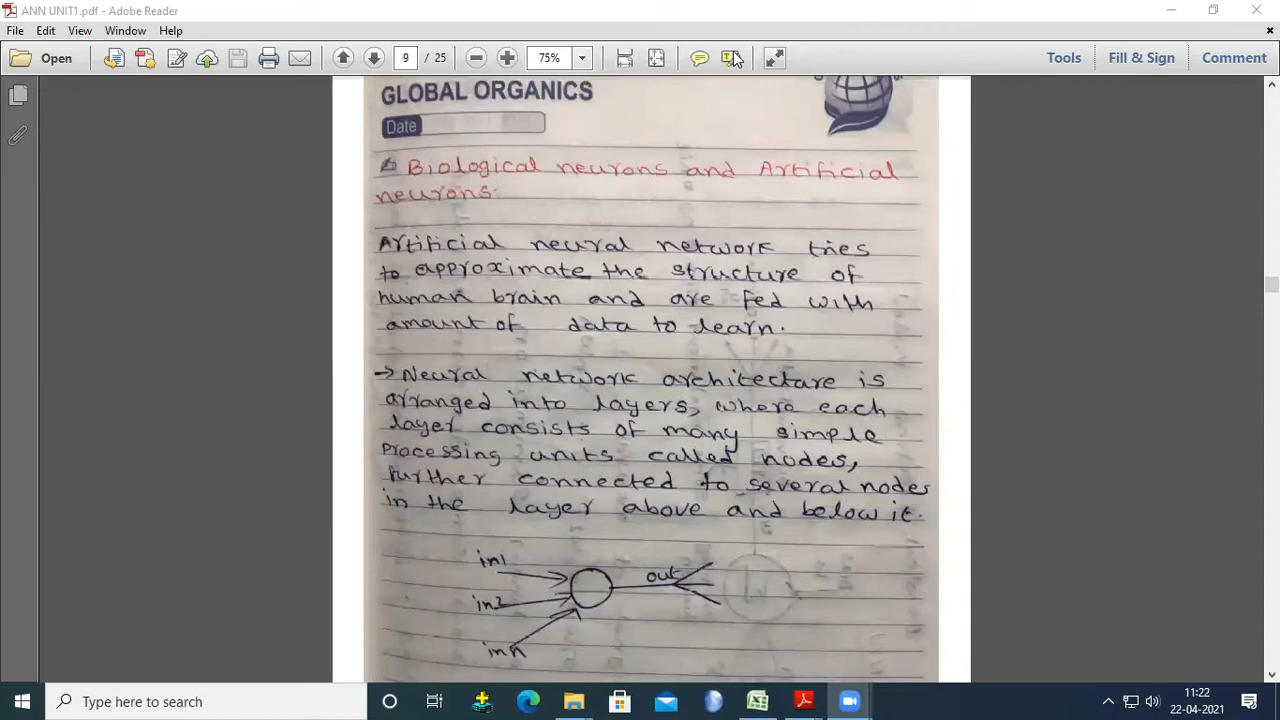 ANN UNIT1.pdf - Adobe Reader
File Edit View Window Help
Open 9 / 25 75% Tools Fill & Sign Comment
GLOBAL ORGANICS
Date
Biological neurons and Artificial
neurons:
Artificial neural network tries
to approximate the structure of
human brain and are fed with
amount of data to learn.
→ Neural network architecture is
arranged into layers, where each
layer consists of many simple
processing units called nodes,
further connected to several nodes
in the layer above and below it.
in1
out
in2
inn
Type here to search
11:22
22-04-2021